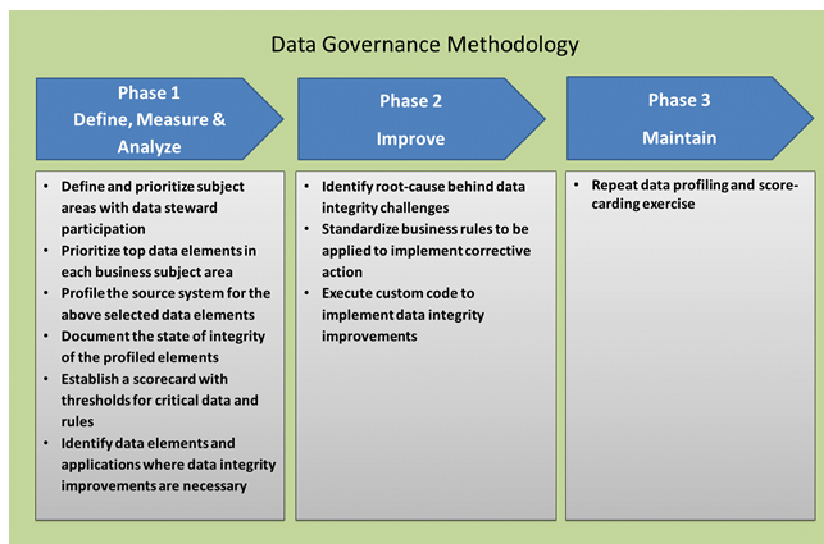 Data Governance Methodology
Phase 1
Define, Measure &
Analyze
• Define and prioritize subject
areas with data steward
participation
• Prioritize top data elements in
each business subject area
• Profile the source system for the
above selected data elements
• Document the state of integrity
of the profiled elements
• Establish a scorecard with
thresholds for critical data and
rules
• Identify data elements and
applications where data integrity
improvements are necessary
Phase 2
Improve
• Identify root-cause behind data
integrity challenges
• Standardize business rules to be
applied to implement corrective
action
• Execute custom code to
implement data integrity
improvements
Phase 3
Maintain
• Repeat data profiling and score-
carding exercise